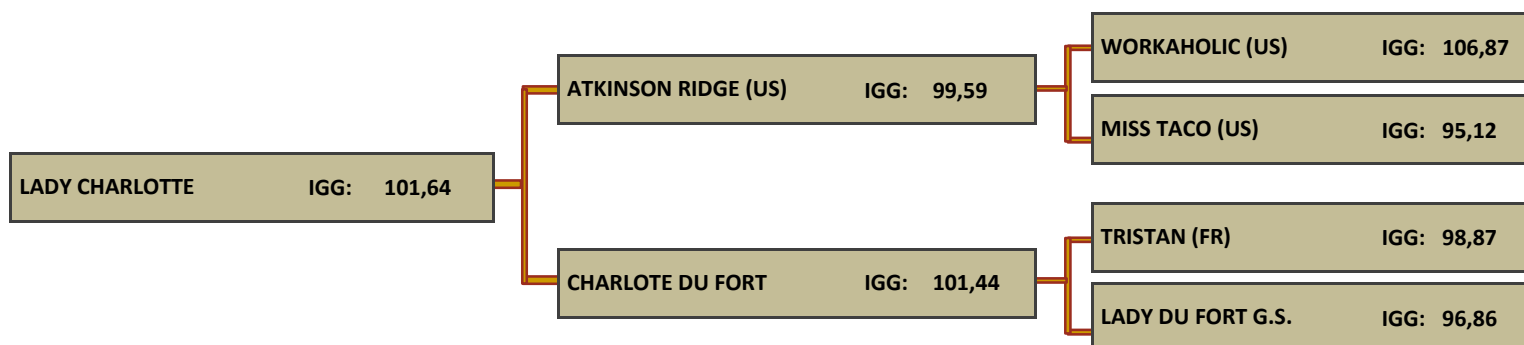 WORKAHOLIC (US) IGG: 106,87
ATKINSON RIDGE (US) IGG: 99,59
MISS TACO (US) IGG: 95,12
LADY CHARLOTTE IGG: 101,64
TRISTAN (FR) IGG: 98,87
CHARLOTE DU FORT IGG: 101,44
LADY DU FORT G.S. IGG: 96,86